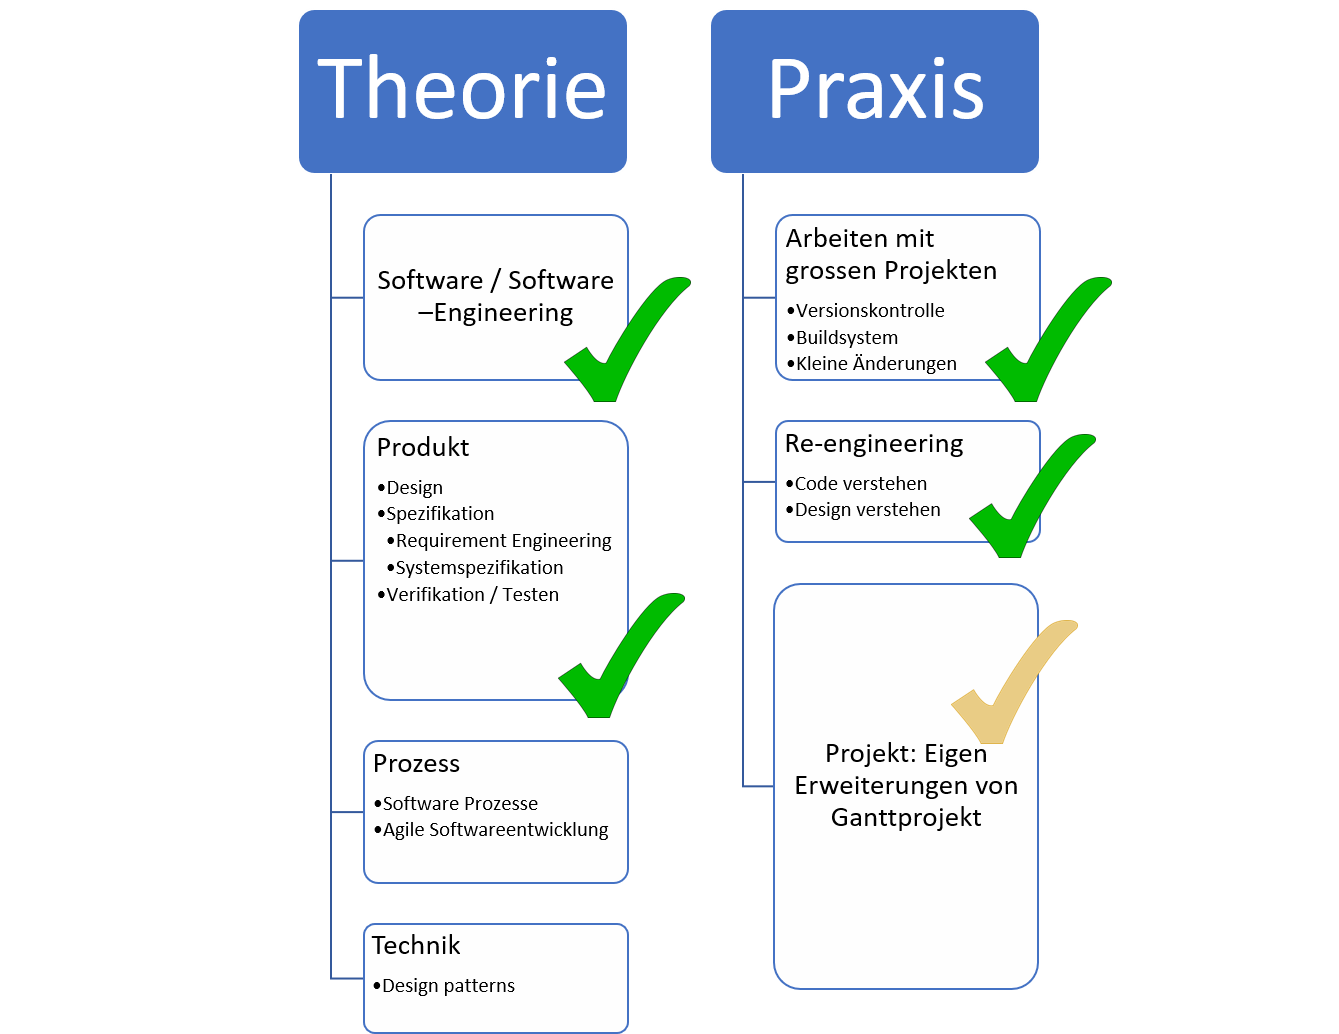 Theorie
Software / Software
–Engineering
Produkt
•Design
•Spezifikation
•Requirement Engineering
•Systemspezifikation
•Verifikation / Testen
Prozess
•Software Prozesse
•Agile Softwareentwicklung
Technik
•Design patterns
Praxis
Arbeiten mit
grossen Projekten
•Versionskontrolle
•Buildsystem
•Kleine Änderungen
Re-engineering
•Code verstehen
•Design verstehen
Projekt: Eigen
Erweiterungen von
Ganttprojekt